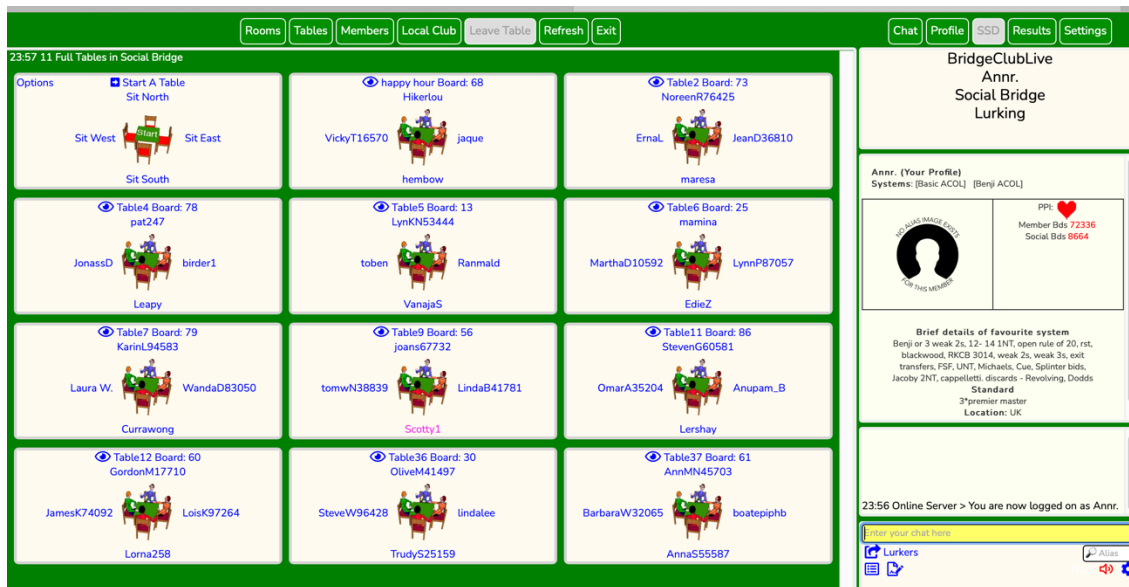 Rooms Tables Members Local Club Leave Table Refresh Exit
Chat Profile SSD Results Settings
23:57 11 Full Tables in Social Bridge
Options Start A Table
Sit North
Sit West Start Sit East
Sit South
happy hour Board: 68
Hikerlou
VickyT16570 jaque
hembow
Table2 Board: 73
NoreenR76425
ErnaL JeanD36810
maresa
Table4 Board: 78
pat247
JonassD birder1
Leapy
Table5 Board: 13
LynKN53444
toben Ranmald
VanajaS
Table6 Board: 25
mamina
MarthaD10592 LynnP87057
EdieZ
Table7 Board: 79
KarinL94583
Laura W. WandaD83050
Currawong
Table9 Board: 56
joans67732
tomwN38839 LindaB41781
Scotty1
Table11 Board: 86
StevenG60581
OmarA35204 Anupam_B
Lershay
Table12 Board: 60
GordonM17710
JamesK74092 LoisK97264
Lorna258
Table36 Board: 30
OliveM41497
SteveW96428 lindalee
TrudyS25159
Table37 Board: 61
AnnMN45703
BarbaraW32065 boatepiphb
AnnaS55587
BridgeClubLive
Annr.
Social Bridge
Lurking
Annr. (Your Profile)
Systems: [Basic ACOL] [Benji ACOL]
NO ALIAS IMAGE EXISTS
FOR THIS MEMBER
PPI:
Member Bds 72336
Social Bds 8664
Brief details of favourite system
Benji or 3 weak 2s, 12- 14 1NT, open rule of 20, rst,
blackwood, RKCB 3014, weak 2s, weak 3s, exit
transfers, FSF, UNT, Michaels, Cue, Splinter bids,
Jacoby 2NT, cappelletti, discards - Revolving, Dodds
Standard
3*premier master
Location: UK
23:56 Online Server > You are now logged on as Annr.
Enter your chat here
Lurkers
Alias